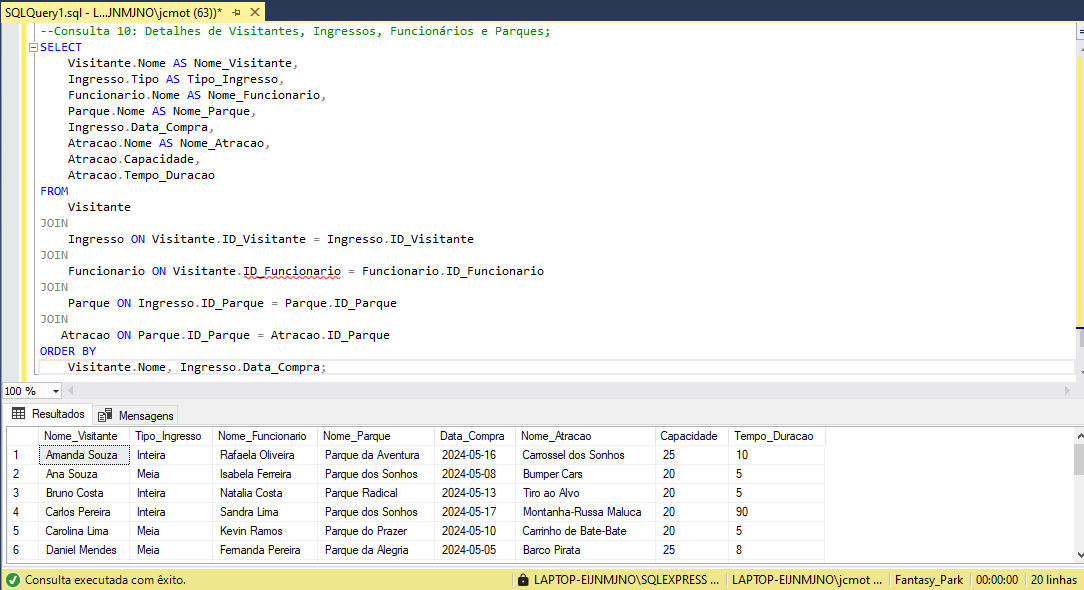 SQLQuery1.sql - L...JNMJNO\jcmot (63))*
--Consulta 10: Detalhes de Visitantes, Ingressos, Funcionários e Parques;
SELECT
Visitante.Nome AS Nome_Visitante,
Ingresso.Tipo AS Tipo_Ingresso,
Funcionario.Nome AS Nome_Funcionario,
Parque.Nome AS Nome_Parque,
Ingresso.Data_Compra,
Atracao.Nome AS Nome_Atracao,
Atracao.Capacidade,
Atracao.Tempo_Duracao
FROM
Visitante
JOIN
Ingresso ON Visitante.ID_Visitante = Ingresso.ID_Visitante
JOIN
Funcionario ON Visitante.ID_Funcionario = Funcionario.ID_Funcionario
JOIN
Parque ON Ingresso.ID_Parque = Parque.ID_Parque
JOIN
Atracao ON Parque.ID_Parque = Atracao.ID_Parque
ORDER BY
Visitante.Nome, Ingresso.Data_Compra;
100 %
Resultados Mensagens
Nome_Visitante Tipo_Ingresso Nome_Funcionario Nome_Parque Data_Compra Nome_Atracao Capacidade Tempo_Duracao
1 Amanda Souza Inteira Rafaela Oliveira Parque da Aventura 2024-05-16 Carrossel dos Sonhos 25 10
2 Ana Souza Meia Isabela Ferreira Parque dos Sonhos 2024-05-08 Bumper Cars 20 5
3 Bruno Costa Inteira Natalia Costa Parque Radical 2024-05-13 Tiro ao Alvo 20 5
4 Carlos Pereira Inteira Sandra Lima Parque dos Sonhos 2024-05-17 Montanha-Russa Maluca 20 90
5 Carolina Lima Meia Kevin Ramos Parque do Prazer 2024-05-10 Carrinho de Bate-Bate 20 5
6 Daniel Mendes Meia Fernanda Pereira Parque da Alegria 2024-05-05 Barco Pirata 25 8
Consulta executada com êxito. LAPTOP-EIJNMJNO\SQLEXPRESS ... LAPTOP-EIJNMJNO\jcmot ... Fantasy_Park 00:00:00 20 linhas